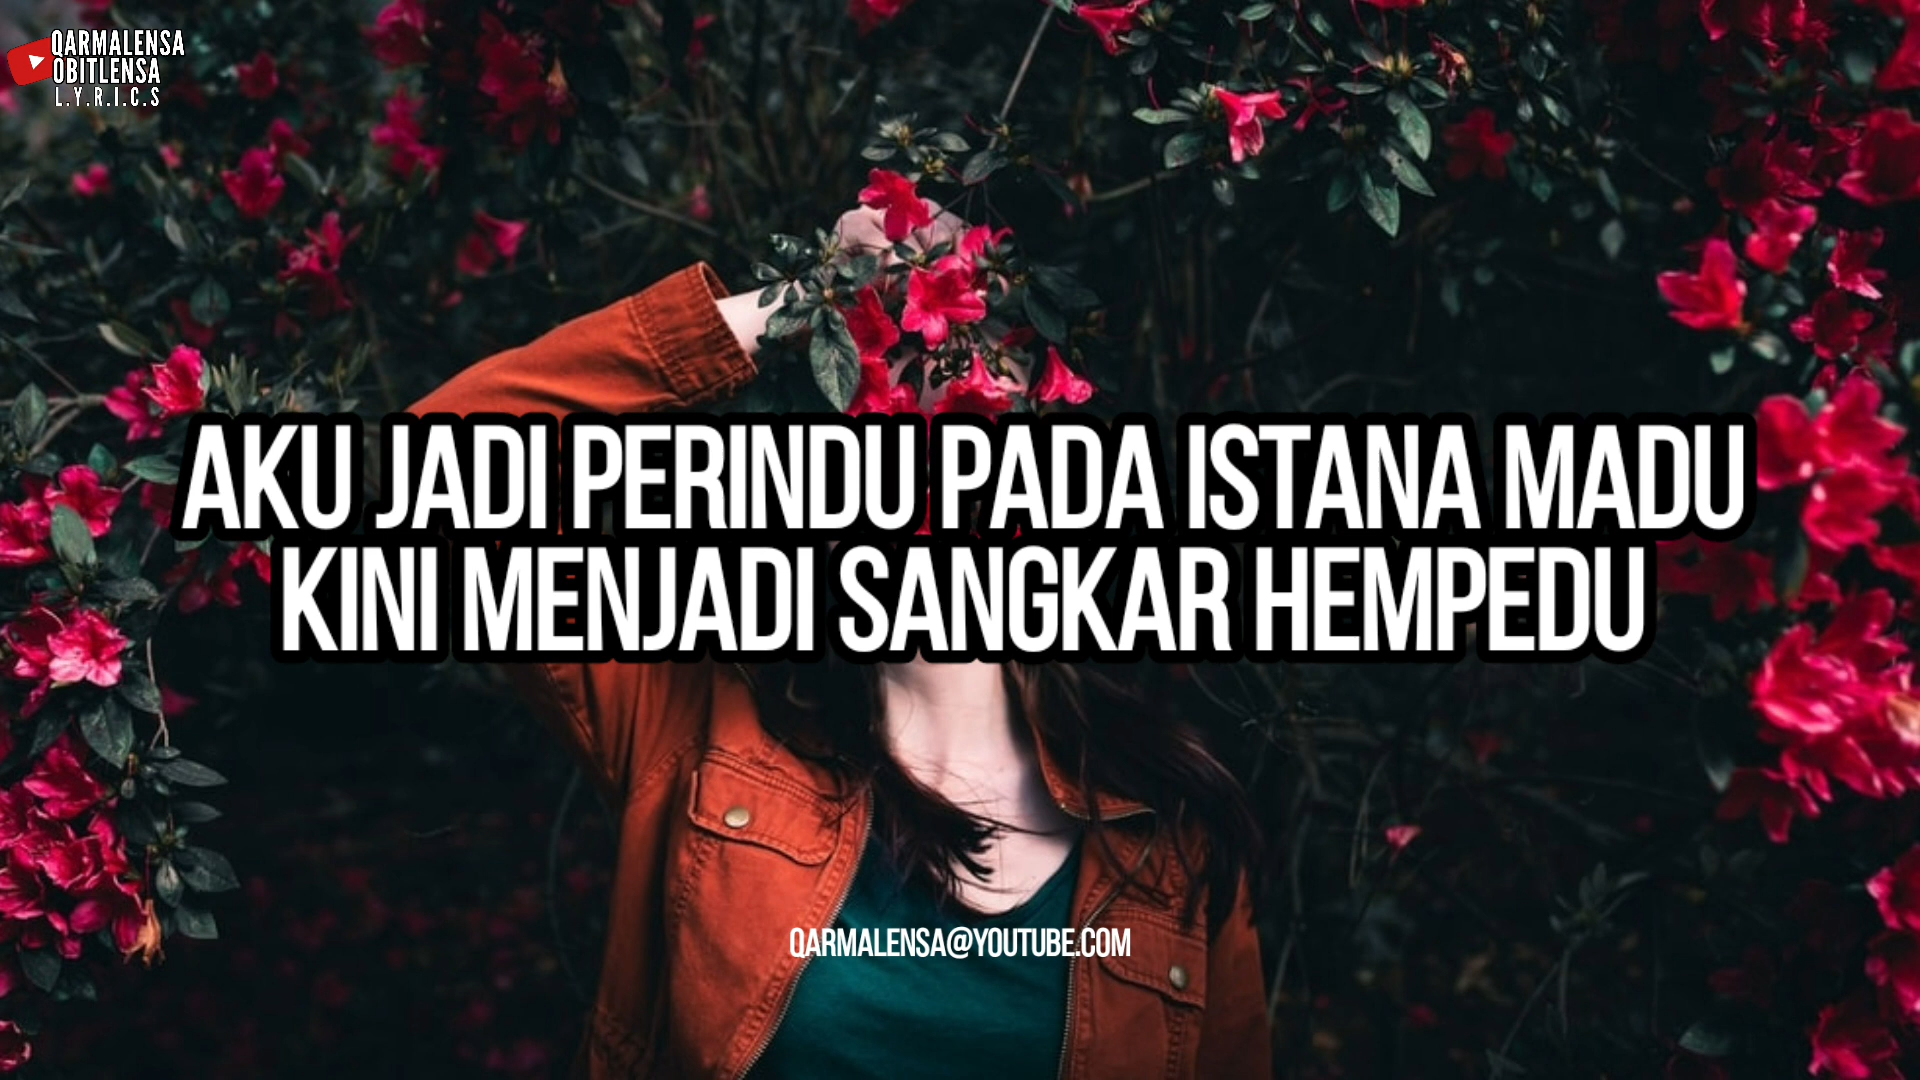 QARMALENSA
OBITLENSA
L.Y.R.I.C.S
AKU JADI PERINDU PADA ISTANA MADU
KINI MENJADI SANGKAR HEMPEDU
QARMALENSA@YOUTUBE.COM